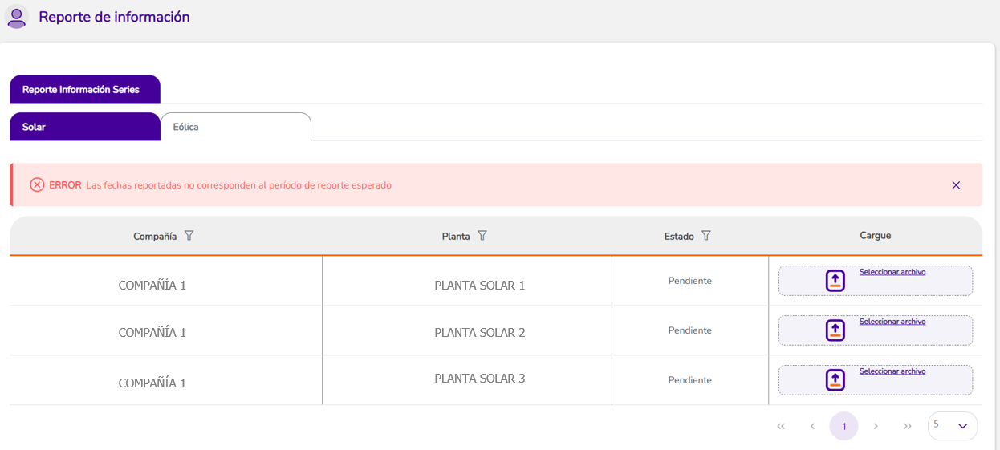 Reporte de información
Reporte Información Series
Solar
Eólica
ERROR Las fechas reportadas no corresponden al período de reporte esperado
Compañía Planta Estado Cargue
COMPAÑÍA 1 PLANTA SOLAR 1 Pendiente Seleccionar archivo
COMPAÑÍA 1 PLANTA SOLAR 2 Pendiente Seleccionar archivo
COMPAÑÍA 1 PLANTA SOLAR 3 Pendiente Seleccionar archivo
1 5